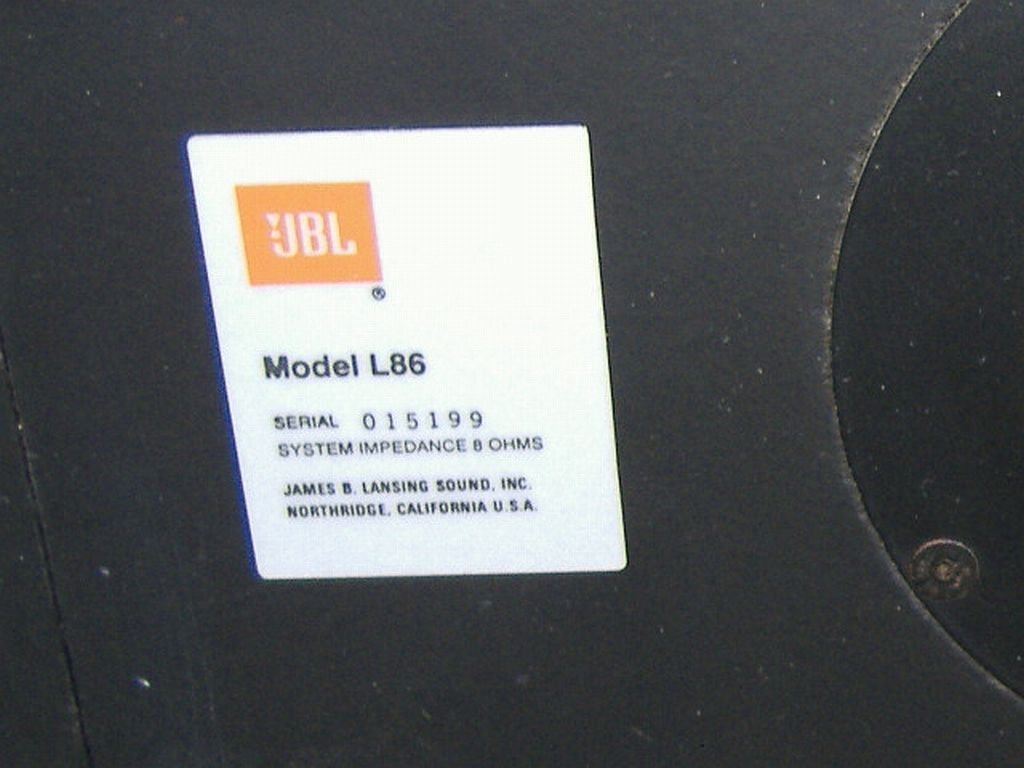 JBL
®
Model L86
SERIAL 015199
SYSTEM IMPEDANCE 8 OHMS
JAMES B. LANSING SOUND, INC.
NORTHRIDGE, CALIFORNIA U.S.A.